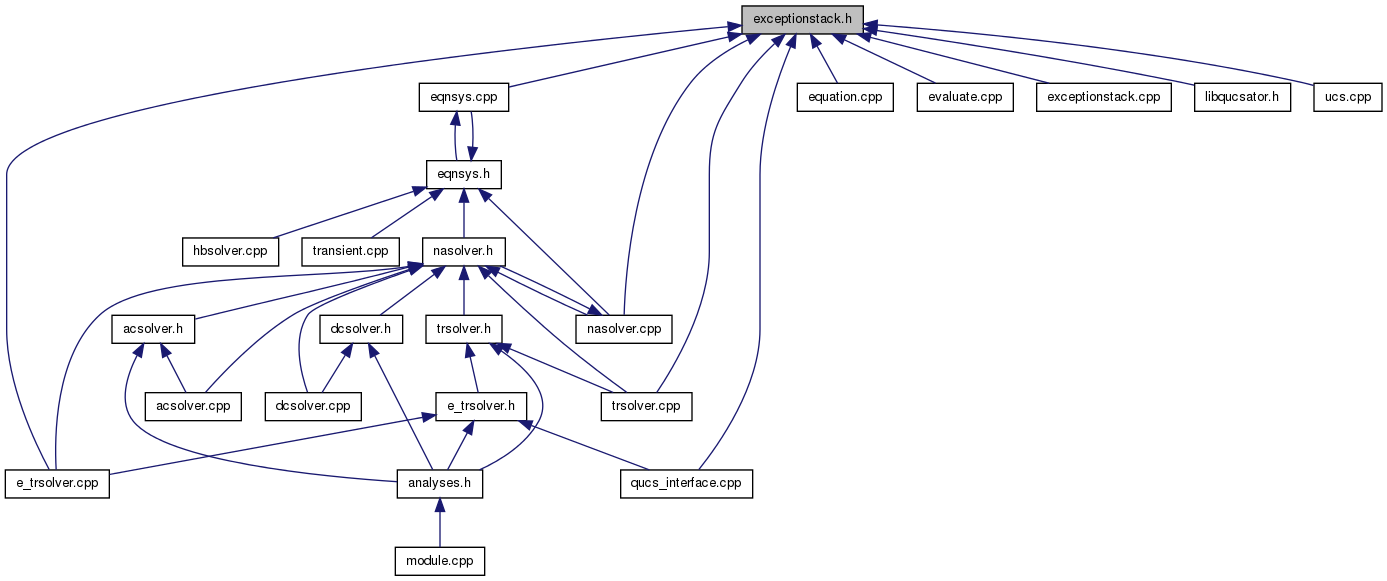 exceptionstack.h
eqnsys.cpp
equation.cpp
evaluate.cpp
exceptionstack.cpp
libqucsator.h
ucs.cpp
eqnsys.h
hbsolver.cpp
transient.cpp
nasolver.h
acsolver.h
dcsolver.h
trsolver.h
nasolver.cpp
acsolver.cpp
dcsolver.cpp
e_trsolver.h
trsolver.cpp
e_trsolver.cpp
analyses.h
qucs_interface.cpp
module.cpp